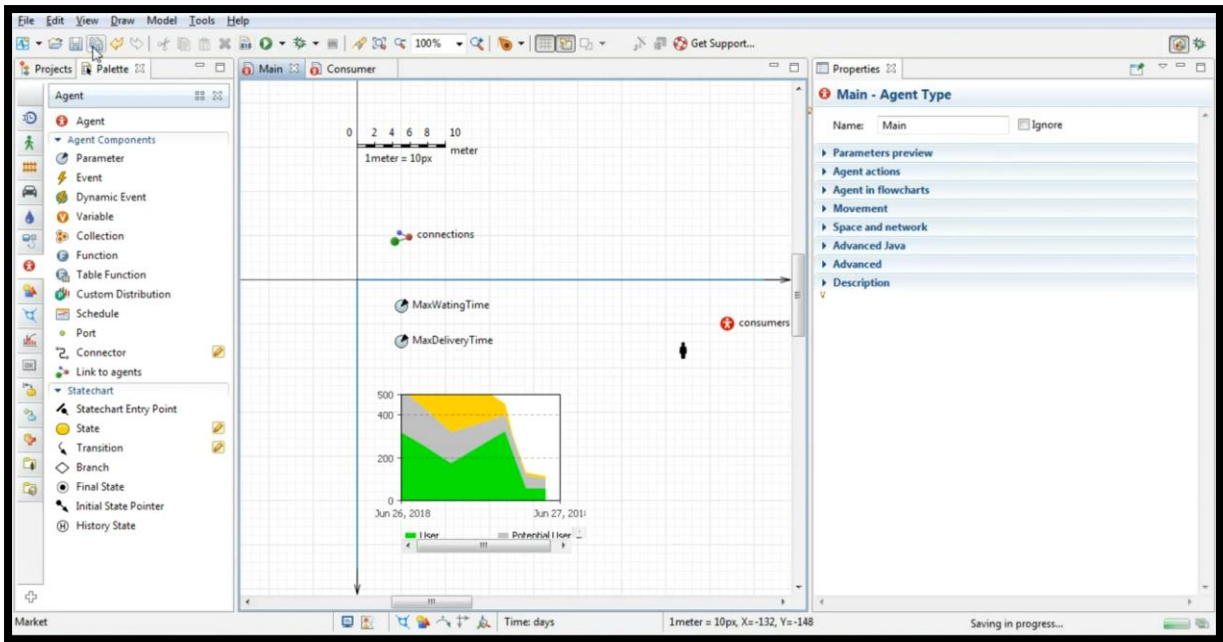 File Edit View Draw Model Tools Help
100% Get Support...
Projects Palette
Main Consumer
Properties
Agent
Agent
Agent Components
Parameter
Event
Dynamic Event
Variable
Collection
Function
Table Function
Custom Distribution
Schedule
Port
Connector
Link to agents
Statechart
Statechart Entry Point
State
Transition
Branch
Final State
Initial State Pointer
History State
0 2 4 6 8 10
meter
1meter = 10px
connections
MaxWatingTime
consumers
MaxDeliveryTime
500
400
200
0
Jun 26, 2018 Jun 27, 201
User Potential User
Main - Agent Type
Name: Main Ignore
Parameters preview
Agent actions
Agent in flowcharts
Movement
Space and network
Advanced Java
Advanced
Description
Market Time: days 1meter = 10px, X=-132, Y=-148 Saving in progress...